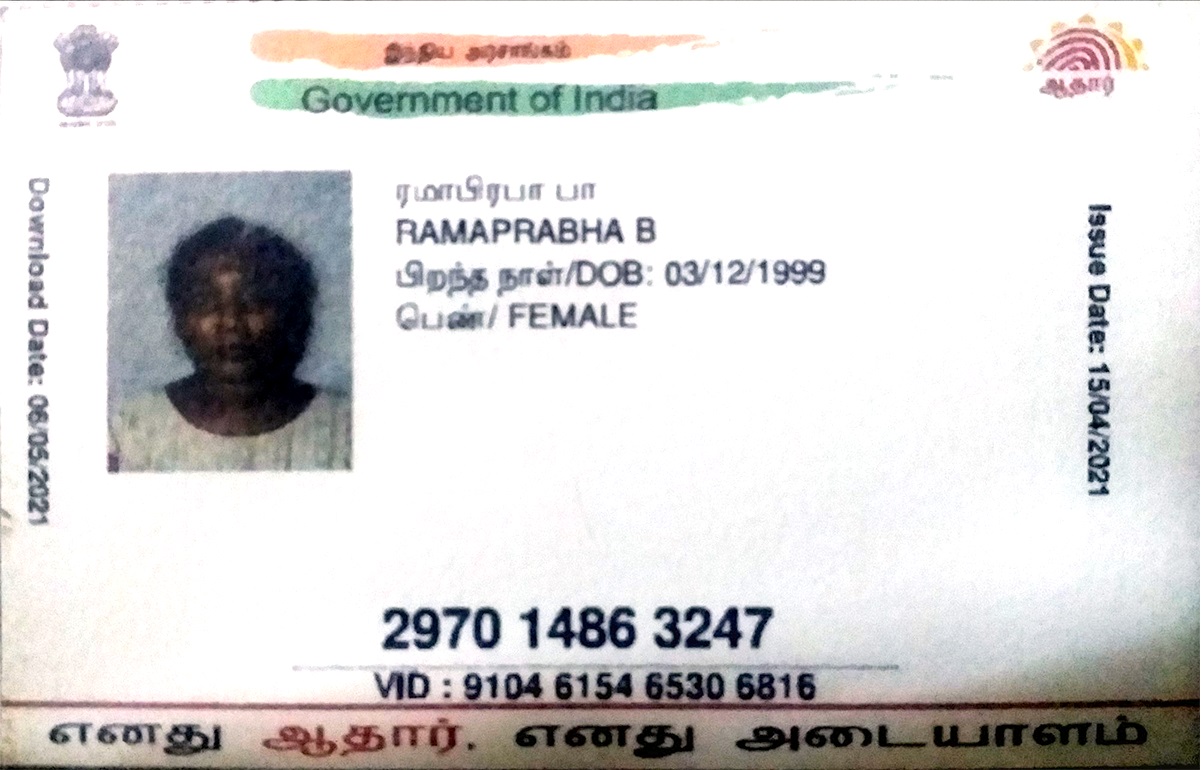 இந்திய அரசாங்கம்
Government of India
ஆதார்
Download Date: 06/05/2021
ரமாபிரபா பா
RAMAPRABHA B
பிறந்த நாள்/DOB: 03/12/1999
பெண்/ FEMALE
Issue Date: 15/04/2021
2970 1486 3247
VID : 9104 6154 6530 6816
எனது ஆதார், எனது அடையாளம்